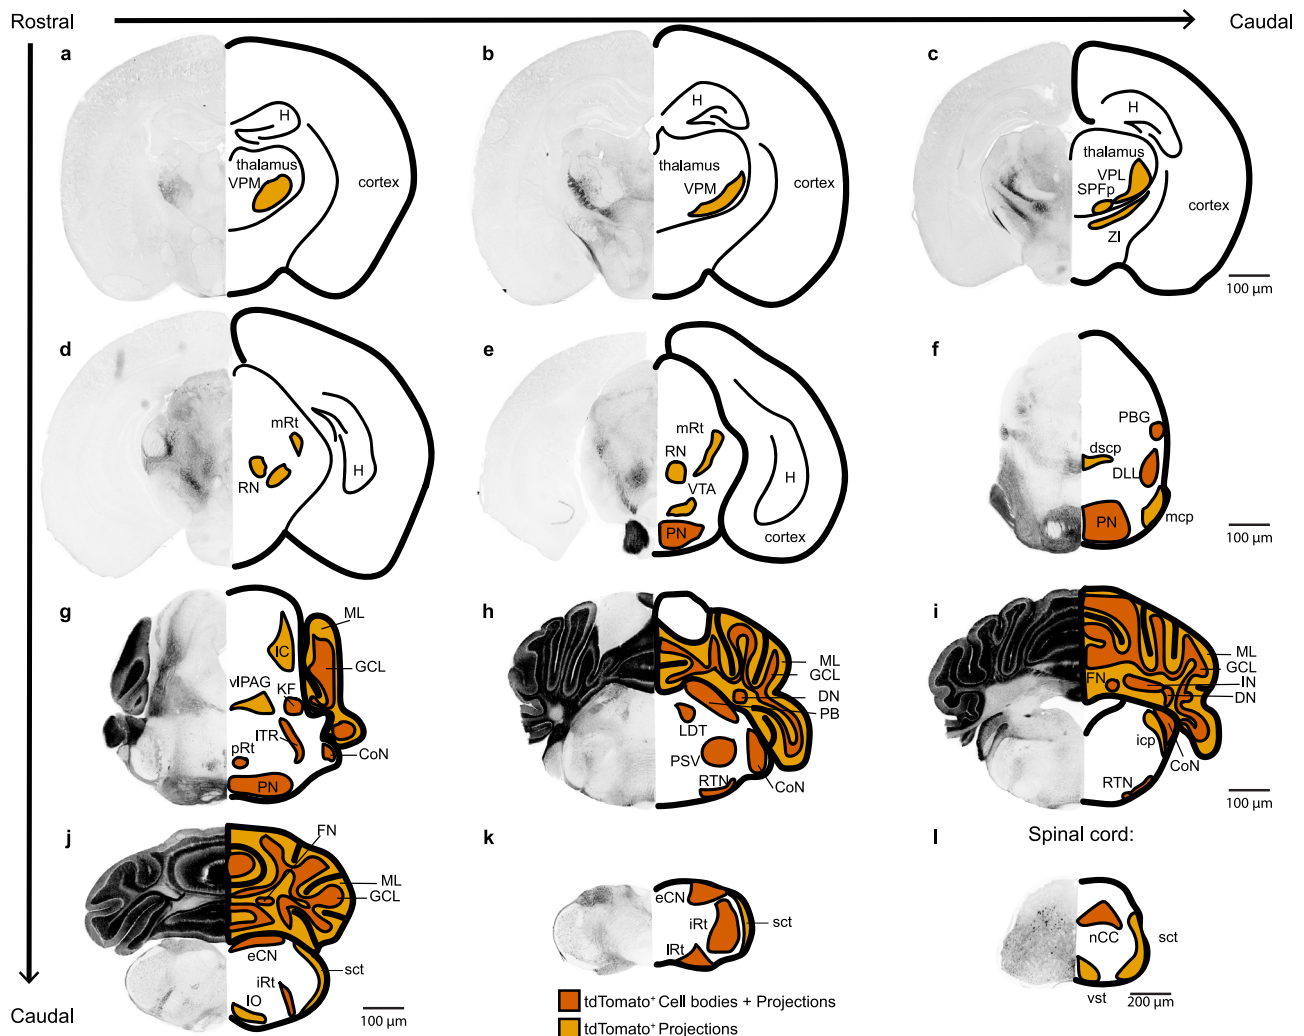 Rostral
Caudal
a
H
thalamus
VPM
cortex
b
H
thalamus
VPM
cortex
c
H
thalamus
VPL
SPFp
ZI
cortex
100 µm
d
mRt
RN
H
e
mRt
RN
VTA
PN
H
cortex
f
PBG
dscp
DLL
mcp
PN
100 µm
g
ML
IC
GCL
vlPAG
KF
ITR
pRt
CoN
PN
h
ML
GCL
DN
PB
LDT
PSV
RTN
CoN
i
ML
GCL
FN
IN
DN
icp
CoN
RTN
100 µm
j
FN
ML
GCL
eCN
sct
iRt
IO
100 µm
k
eCN
iRt
sct
lRt
l
Spinal cord:
nCC
sct
vst
200 µm
Caudal
tdTomato⁺ Cell bodies + Projections
tdTomato⁺ Projections